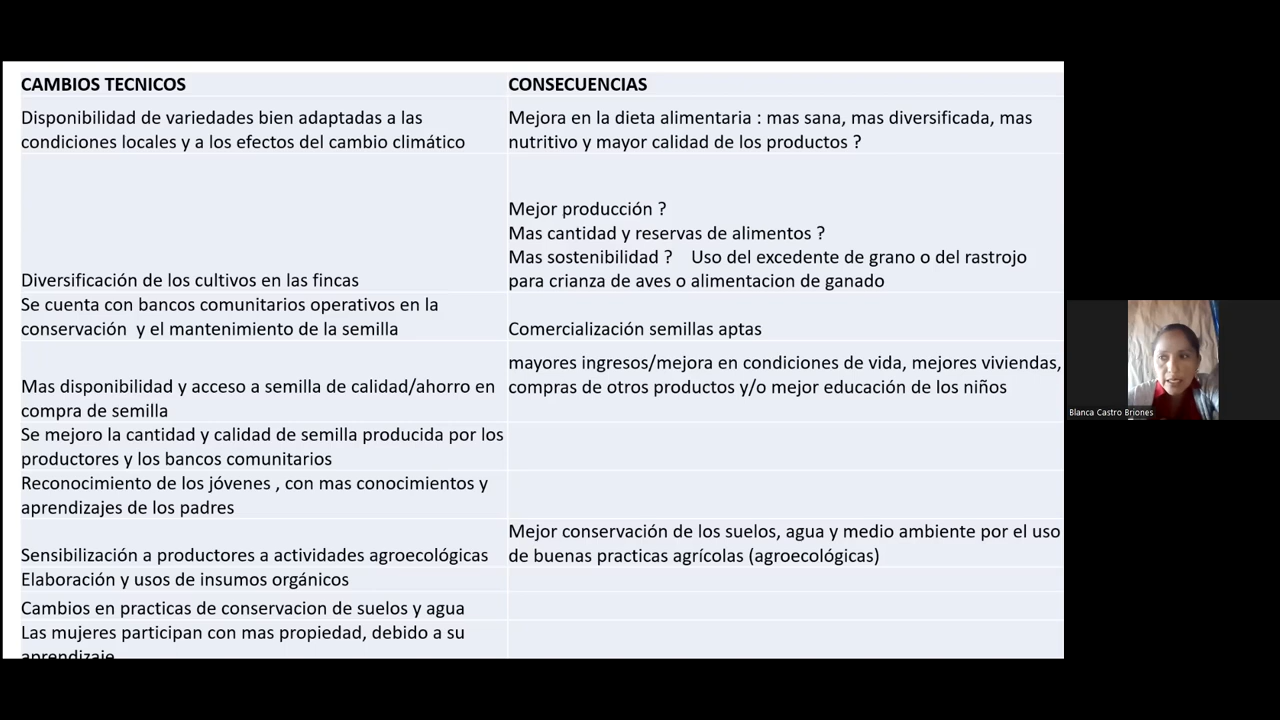 CAMBIOS TECNICOS
CONSECUENCIAS
Disponibilidad de variedades bien adaptadas a las
condiciones locales y a los efectos del cambio climático
Mejora en la dieta alimentaria : mas sana, mas diversificada, mas
nutritivo y mayor calidad de los productos ?
Diversificación de los cultivos en las fincas
Mejor producción ?
Mas cantidad y reservas de alimentos ?
Mas sostenibilidad ? Uso del excedente de grano o del rastrojo
para crianza de aves o alimentacion de ganado
Se cuenta con bancos comunitarios operativos en la
conservación y el mantenimiento de la semilla
Comercialización semillas aptas
Mas disponibilidad y acceso a semilla de calidad/ahorro en
compra de semilla
mayores ingresos/mejora en condiciones de vida, mejores viviendas,
compras de otros productos y/o mejor educación de los niños
Se mejoro la cantidad y calidad de semilla producida por los
productores y los bancos comunitarios
Reconocimiento de los jóvenes , con mas conocimientos y
aprendizajes de los padres
Sensibilización a productores a actividades agroecológicas
Mejor conservación de los suelos, agua y medio ambiente por el uso
de buenas practicas agrícolas (agroecológicas)
Elaboración y usos de insumos orgánicos
Cambios en practicas de conservacion de suelos y agua
Las mujeres participan con mas propiedad, debido a su
aprendizaje
Blanca Castro Briones